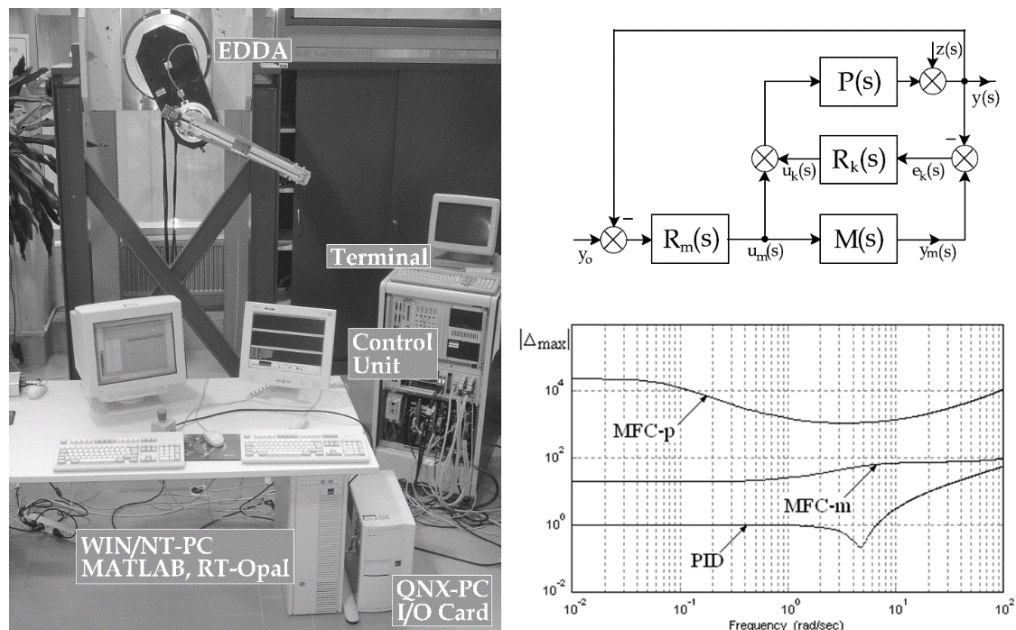 EDDA
Terminal
Control
Unit
WIN/NT-PC
MATLAB, RT-Opal
QNX-PC
I/O Card
z(s)
P(s)
y(s)
−
R_k(s)
u_k(s)
e_k(s)
−
y_o
R_m(s)
u_m(s)
M(s)
y_m(s)
|Δ_max|
10^4
MFC-p
10^2
MFC-m
10^0
PID
10^-2
10^-2 10^-1 10^0 10^1 10^2
Frequency (rad/sec)